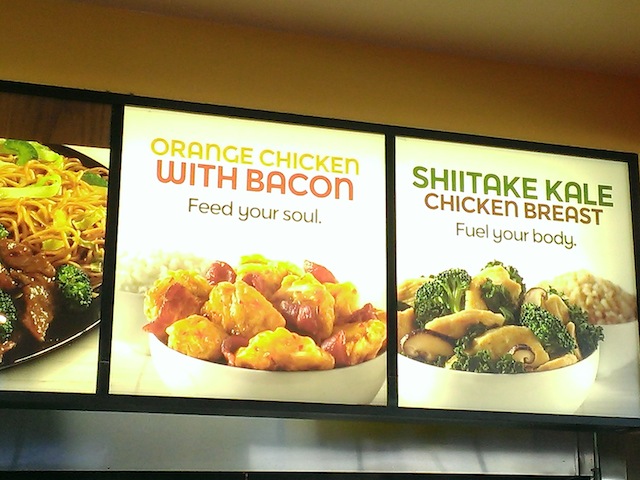 ORANGE CHICKEN
WITH BACON
Feed your soul.
SHIITAKE KALE
CHICKEN BREAST
Fuel your body.